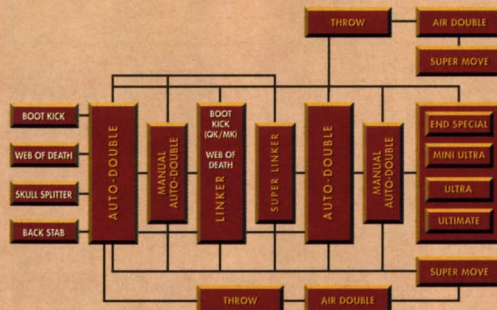 THROW
AIR DOUBLE
SUPER MOVE
BOOT KICK
WEB OF DEATH
SKULL SPLITTER
BACK STAB
AUTO-DOUBLE
MANUAL
AUTO-DOUBLE
BOOT
KICK
(QK/MK)
WEB OF
DEATH
LINKER
SUPER LINKER
AUTO-DOUBLE
MANUAL
AUTO-DOUBLE
END SPECIAL
MINI ULTRA
ULTRA
ULTIMATE
SUPER MOVE
THROW
AIR DOUBLE